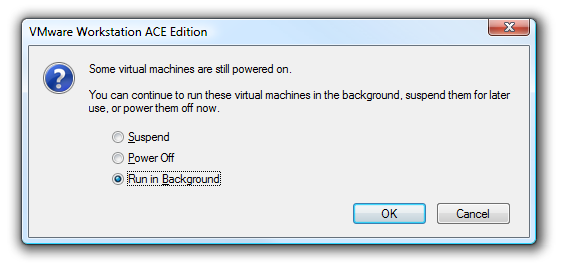 VMware Workstation ACE Edition
Some virtual machines are still powered on.
You can continue to run these virtual machines in the background, suspend them for later
use, or power them off now.
Suspend
Power Off
Run in Background
OK Cancel